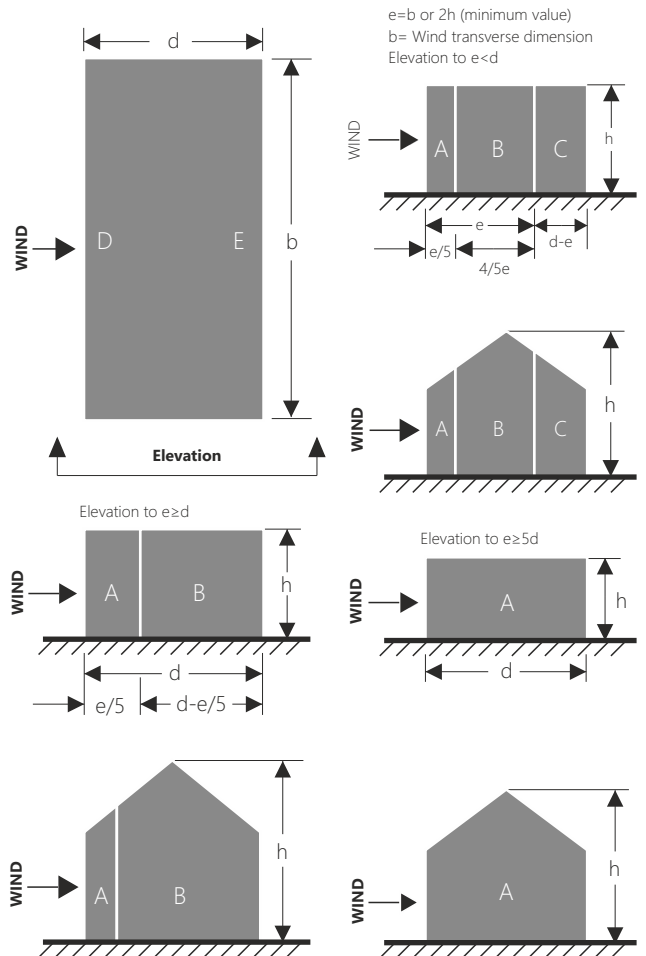 d
WIND
D
E
b
Elevation
e=b or 2h (minimum value)
b= Wind transverse dimension
Elevation to e<d
WIND
A
B
C
h
e
d-e
e/5
4/5e
WIND
A
B
C
h
Elevation to e≥d
WIND
A
B
h
d
e/5
d-e/5
Elevation to e≥5d
WIND
A
h
d
WIND
A
B
h
WIND
A
h